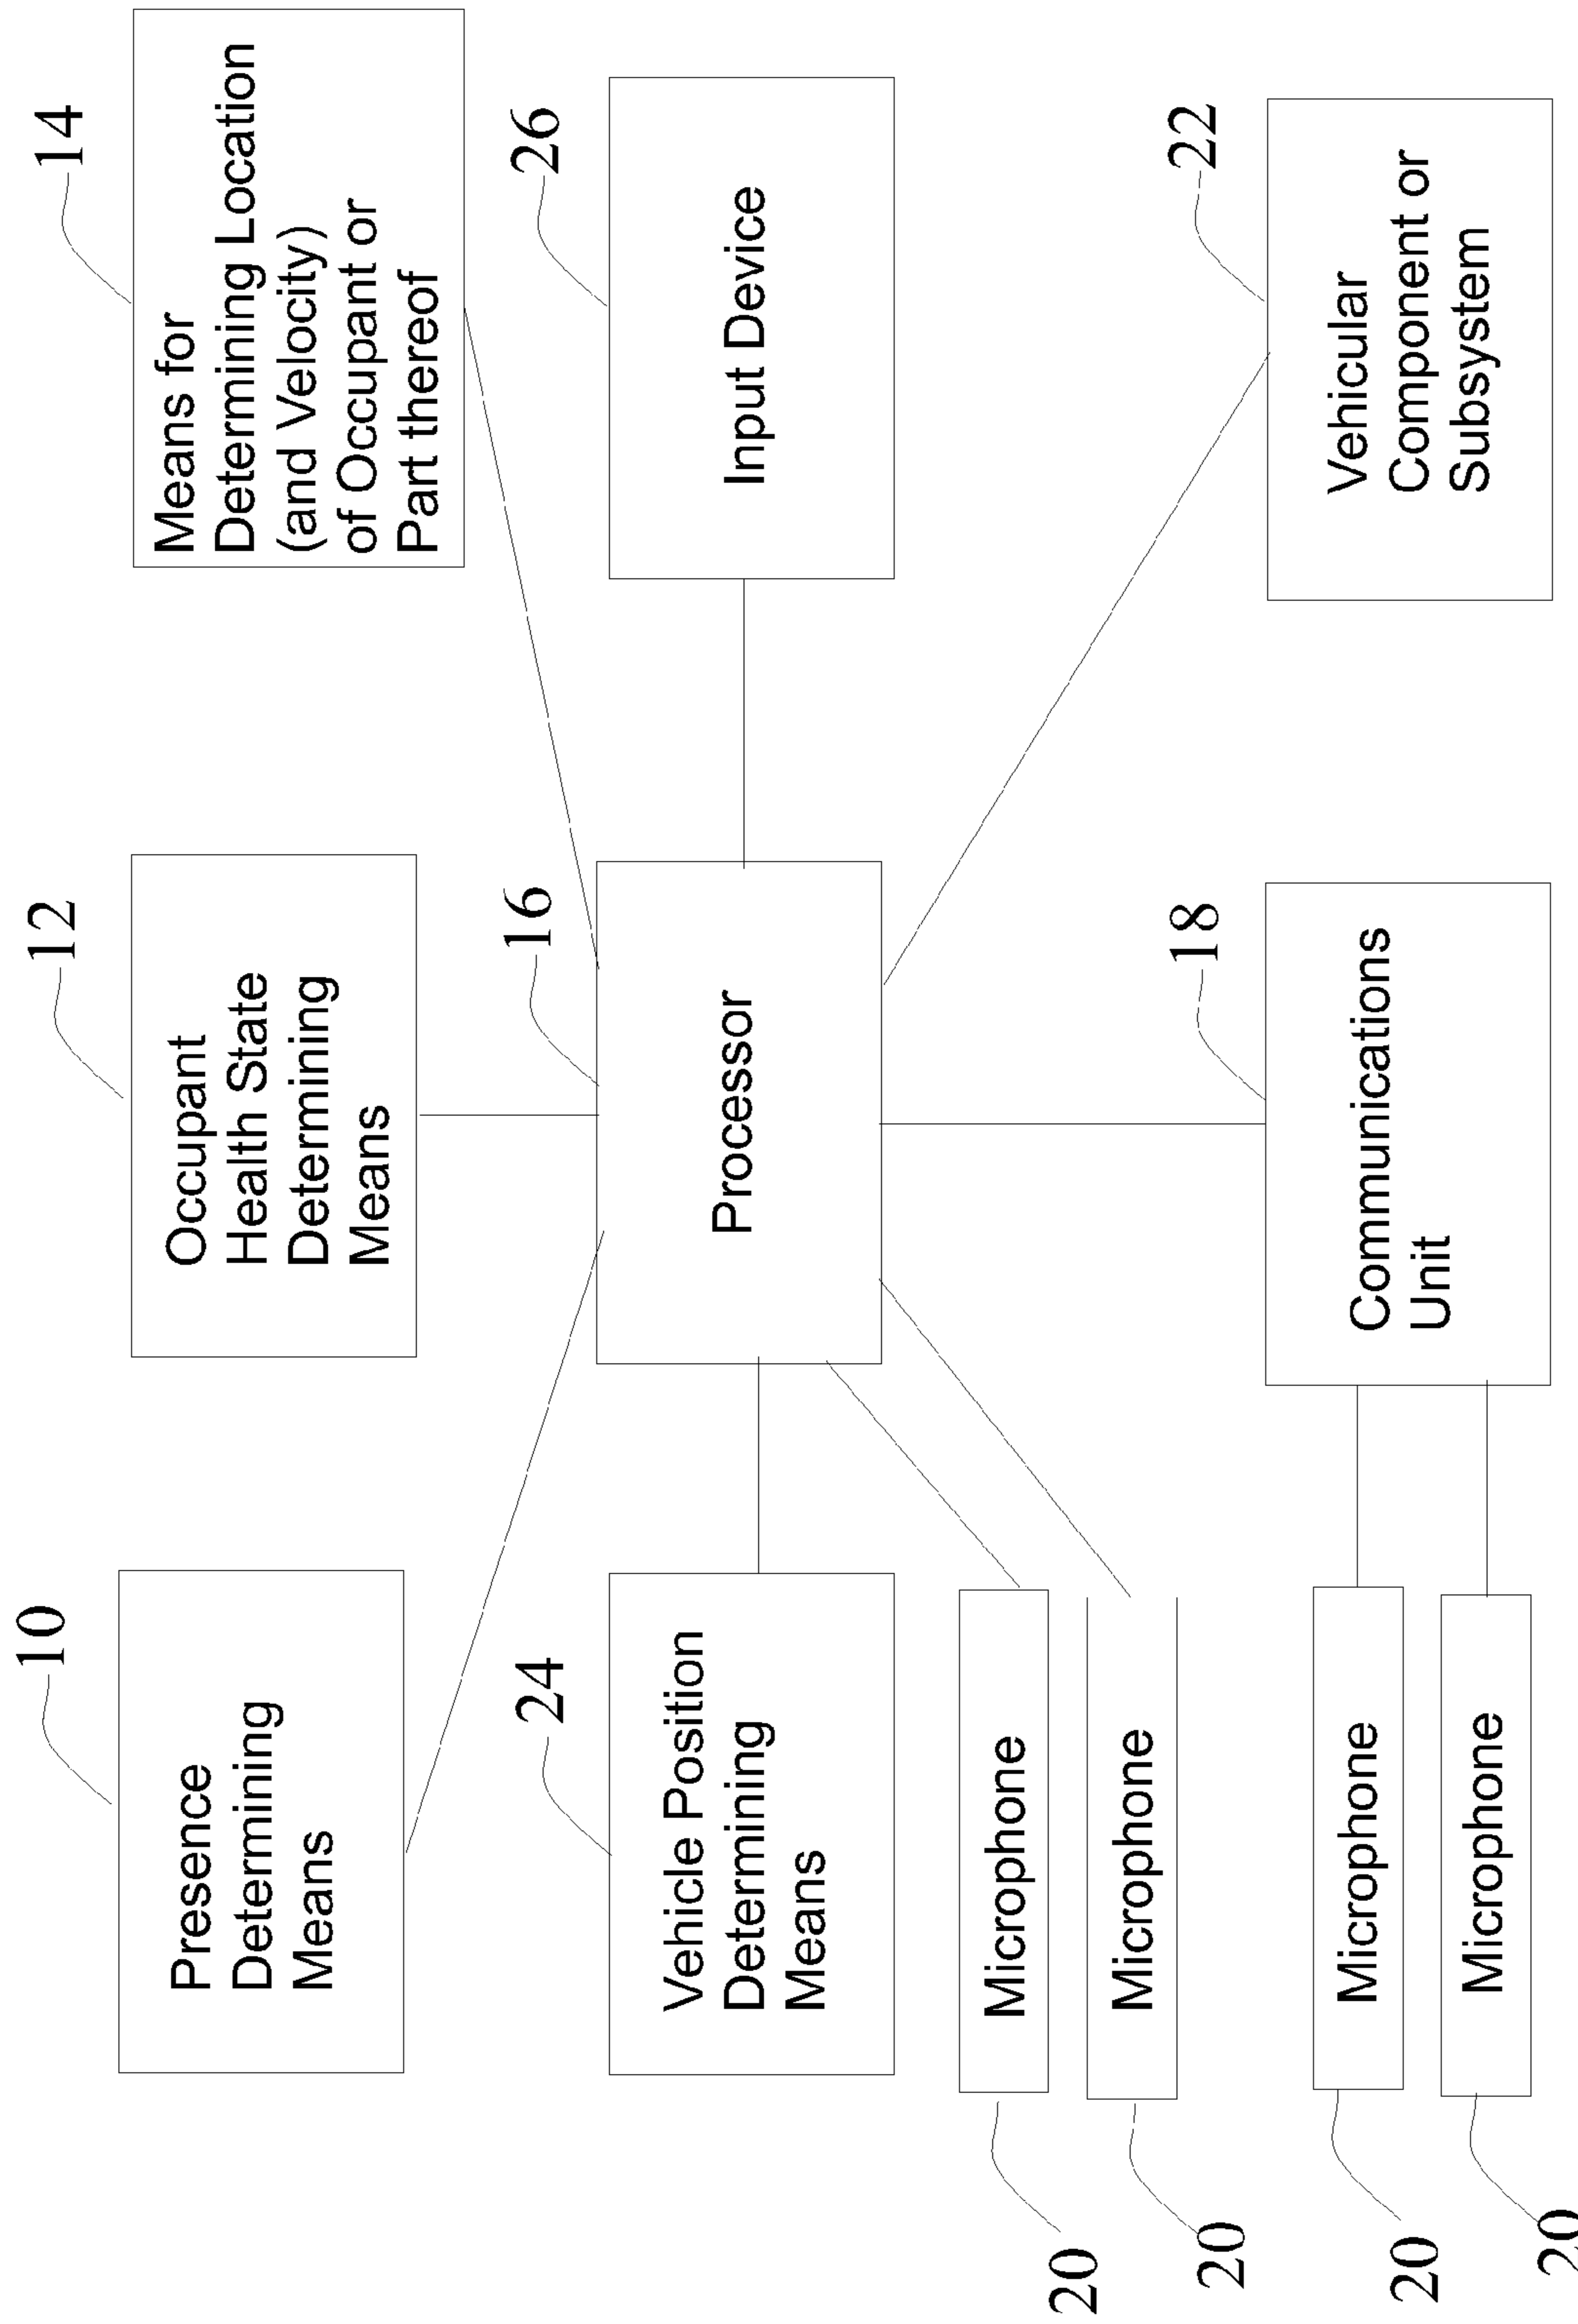 10
Presence
Determining
Means
12
Occupant
Health State
Determining
Means
14
Means for
Determining Location
(and Velocity)
of Occupant or
Part thereof
24
Vehicle Position
Determining
Means
16
Processor
26
Input Device
Microphone
20
Microphone
20
Microphone
20
Microphone
20
18
Communications
Unit
22
Vehicular
Component or
Subsystem